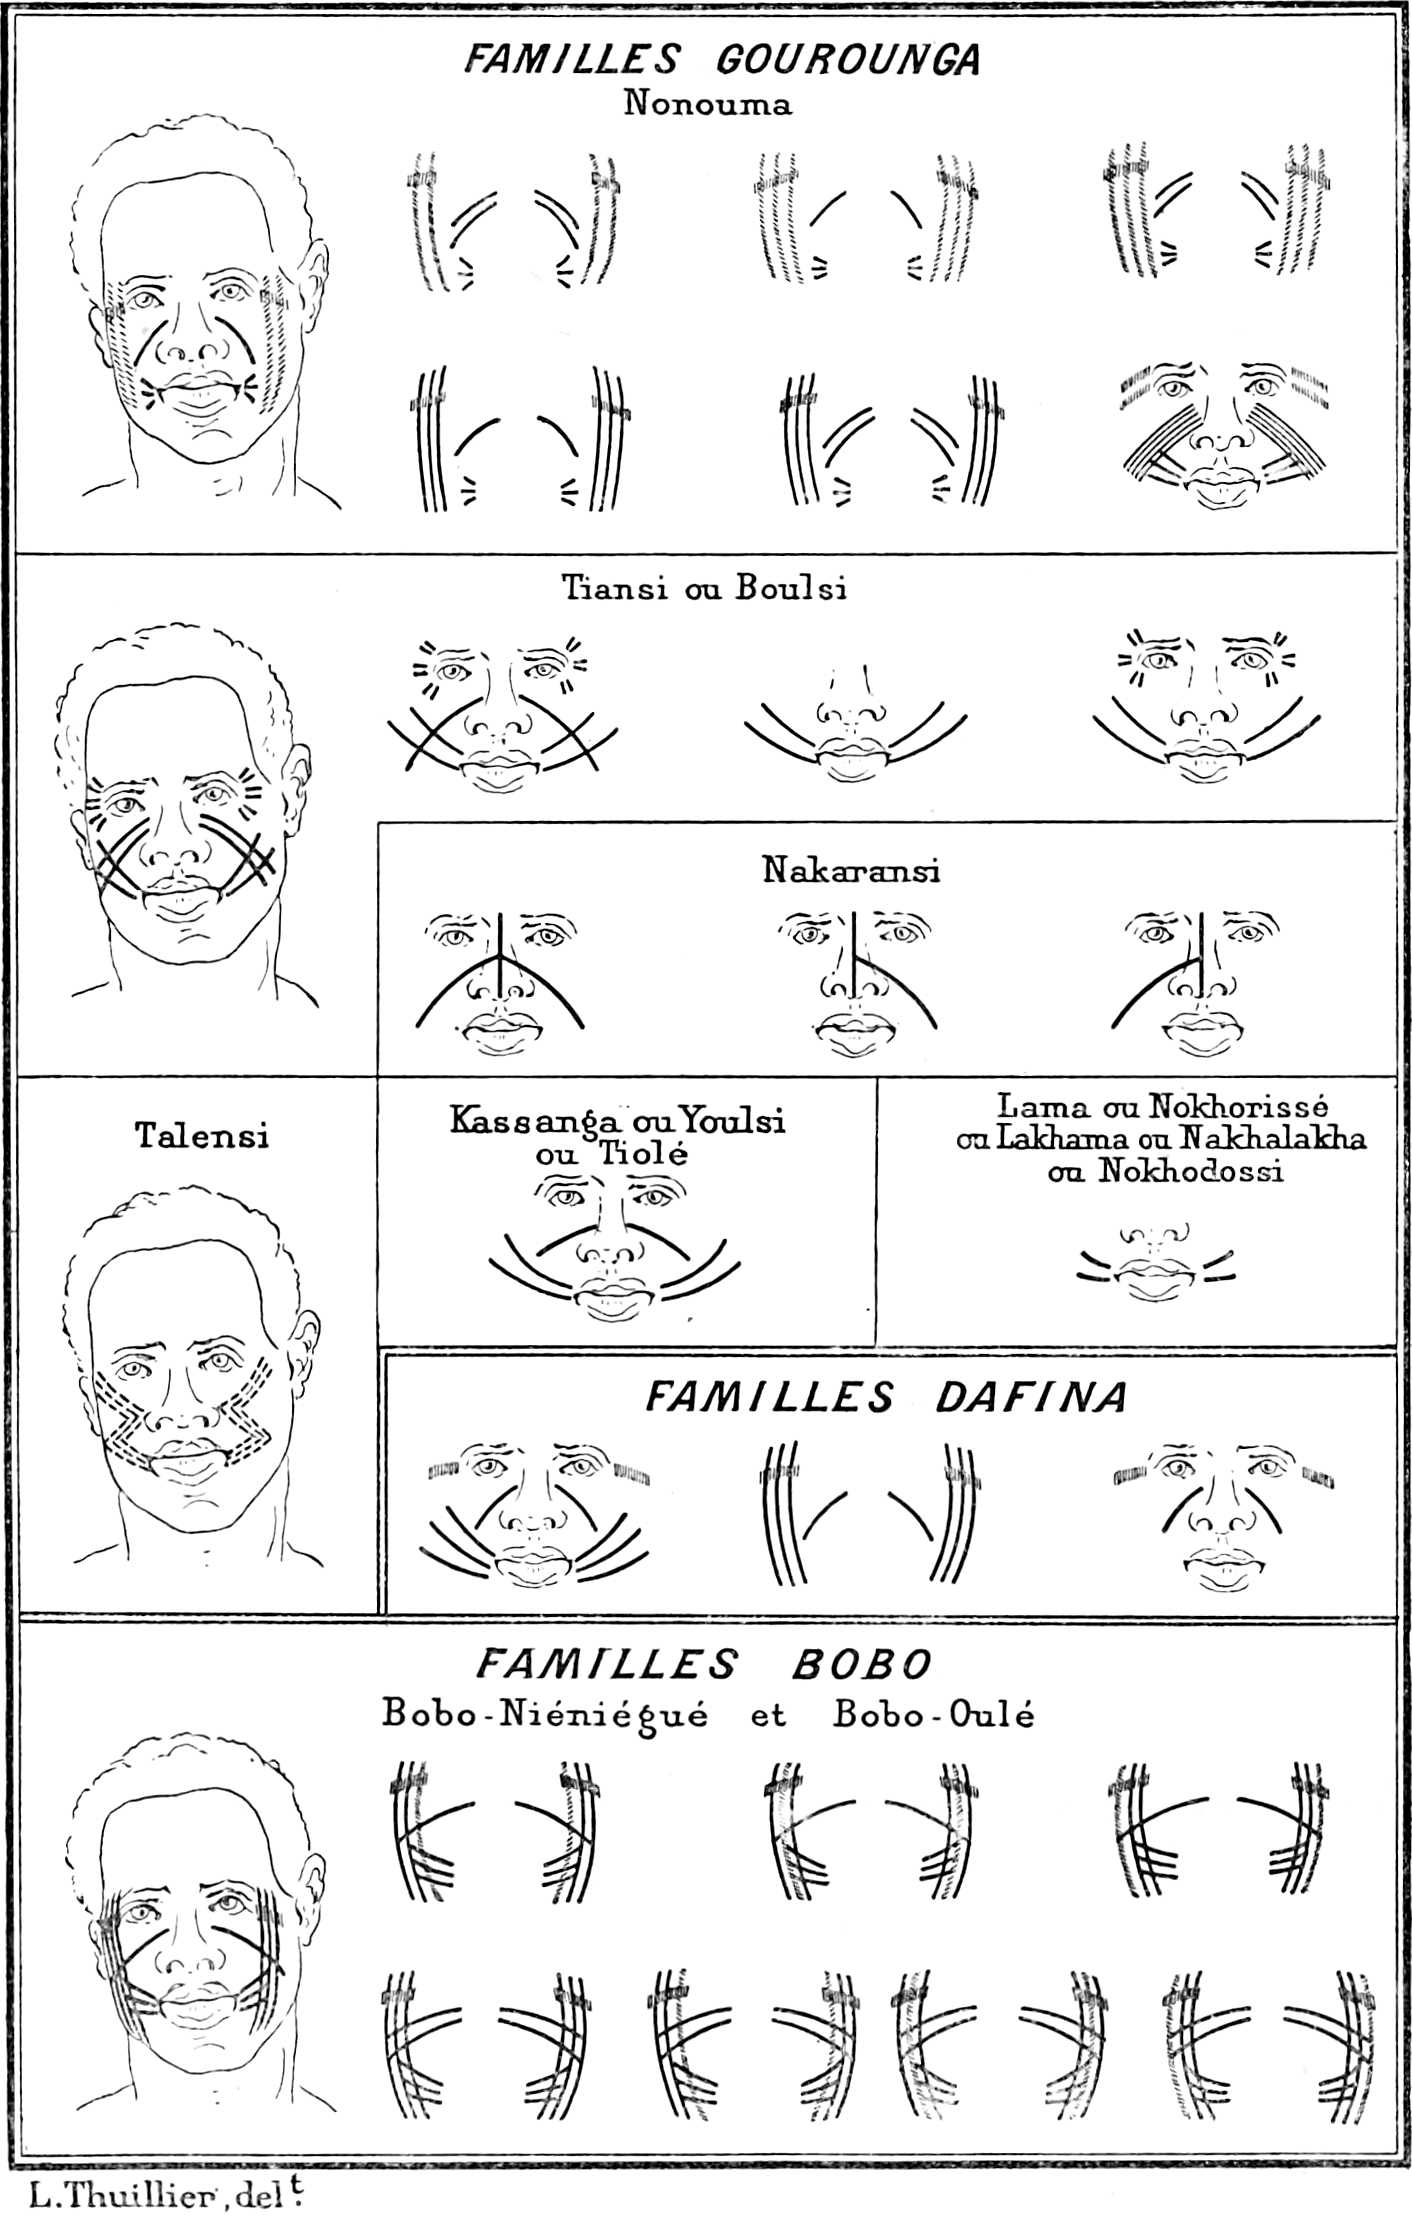 FAMILLES GOUROUNGA
Nonouma
Tiansi ou Boulsi
Nakaransi
Talensi
Kassanga ou Youlsi
ou Tiolé
Lama ou Nokhorissé
ou Lakhama ou Nakhalakha
ou Nokhodossi
FAMILLES DAFINA
FAMILLES BOBO
Bobo-Niéniégué et Bobo-Oulé
L. Thuillier, delt.